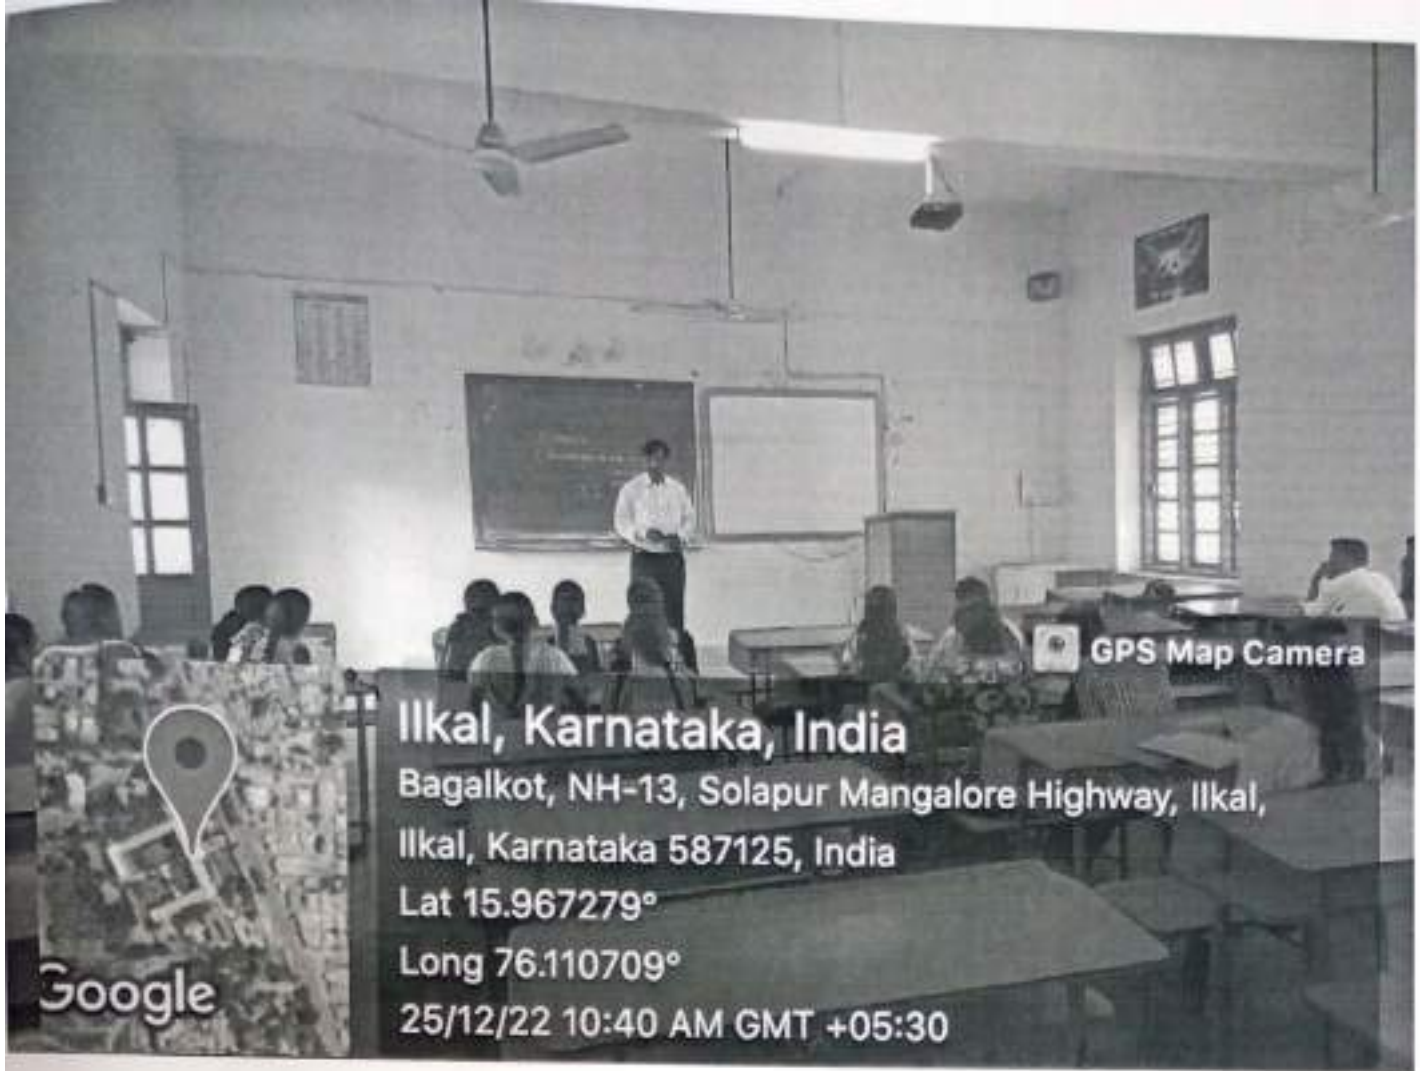 GPS Map Camera
Ilkal, Karnataka, India
Bagalkot, NH-13, Solapur Mangalore Highway, Ilkal,
Ilkal, Karnataka 587125, India
Lat 15.967279°
Long 76.110709°
25/12/22 10:40 AM GMT +05:30
Google